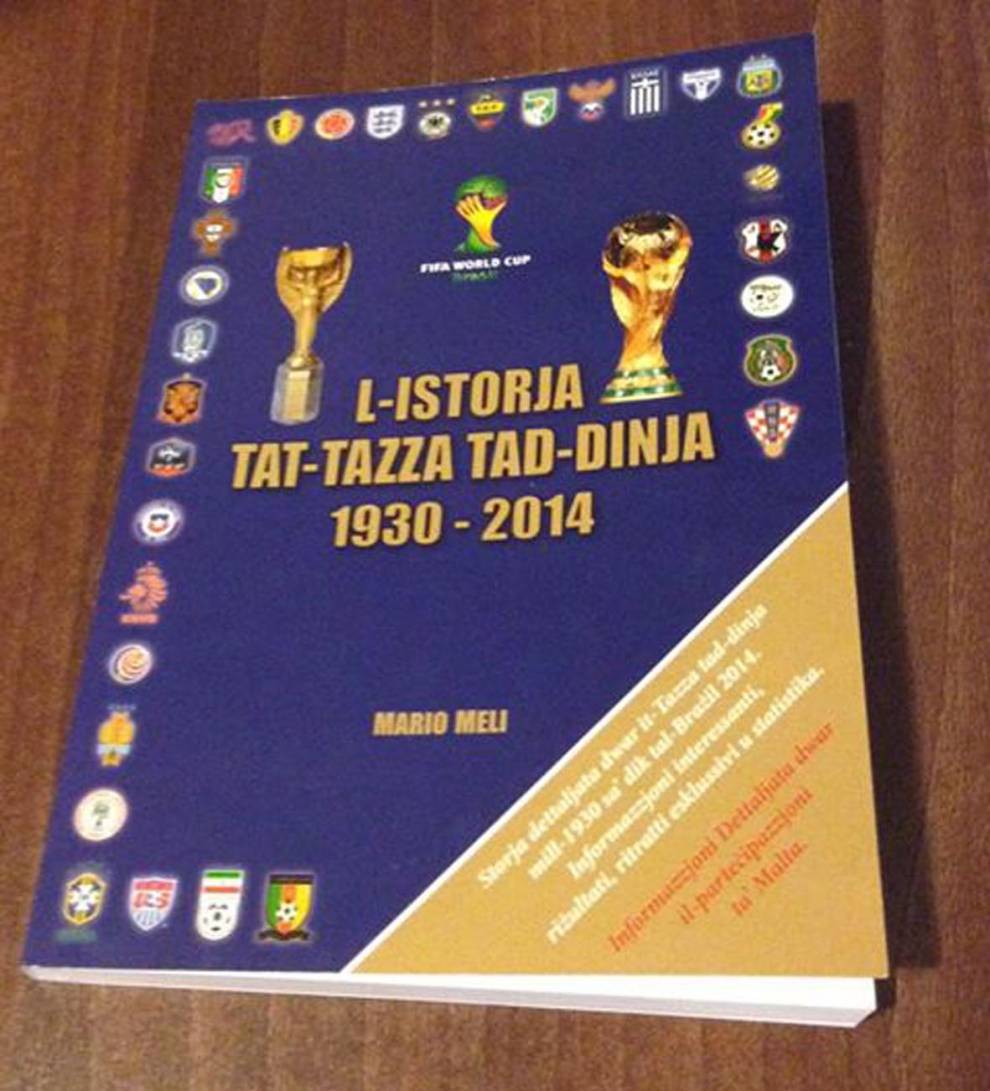 FIFA WORLD CUP
L-ISTORJA
TAT-TAZZA TAD-DINJA
1930 - 2014
MARIO MELI
Storja dettaljata dwar it-Tazza tad-dinja
mill-1930 sa' dik tal-Brażil 2014.
Informazzjoni interessanti,
riżultati, ritratti esklussivi u statistika.
Informazzjoni Dettaljata dwar
il-parteċipazzjoni
ta' Malta.